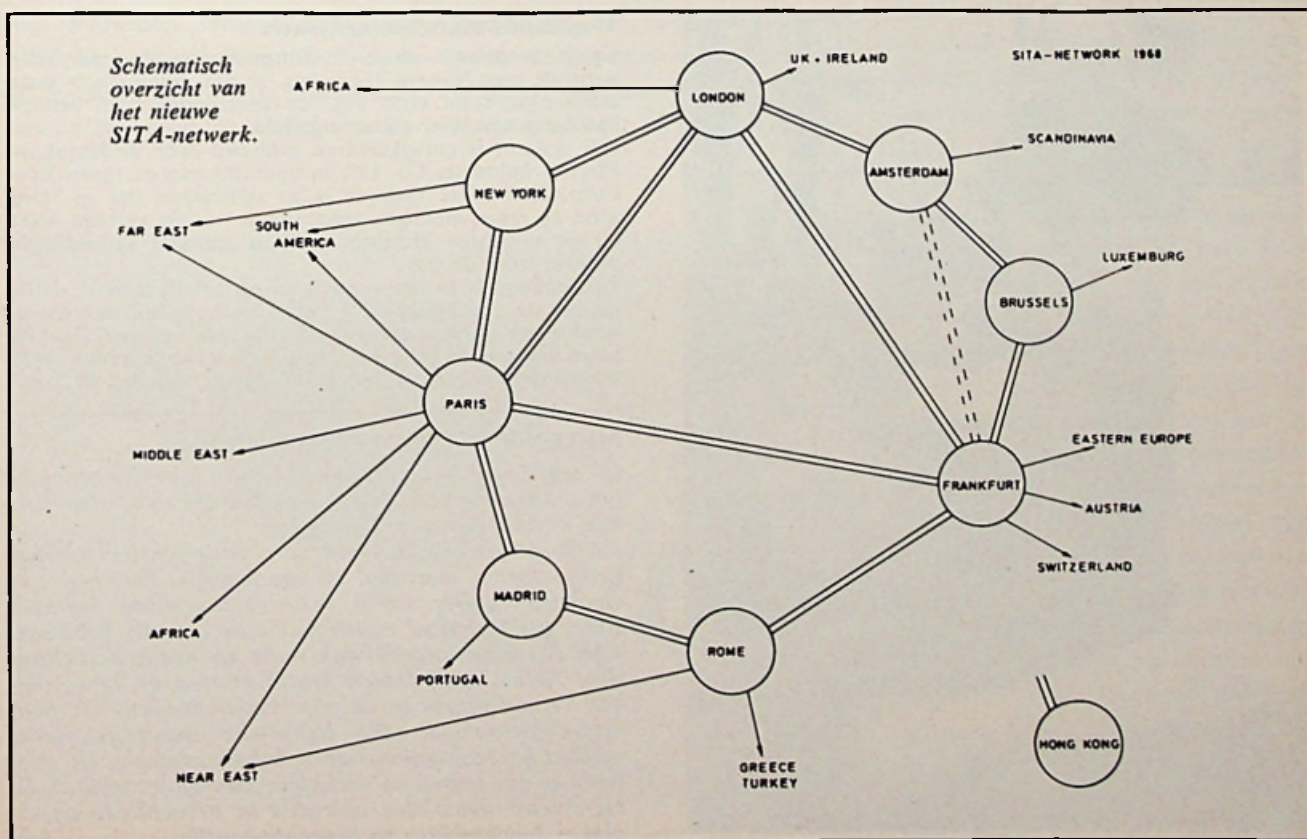 Schematisch
overzicht van
het nieuwe
SITA-netwerk.
SITA-NETWORK 1968
UK - IRELAND
AFRICA
LONDON
SCANDINAVIA
AMSTERDAM
NEW YORK
FAR EAST
SOUTH
AMERICA
LUXEMBURG
BRUSSELS
PARIS
MIDDLE EAST
EASTERN EUROPE
FRANKFURT
AUSTRIA
SWITZERLAND
MADRID
AFRICA
ROME
PORTUGAL
HONG KONG
NEAR EAST
GREECE
TURKEY